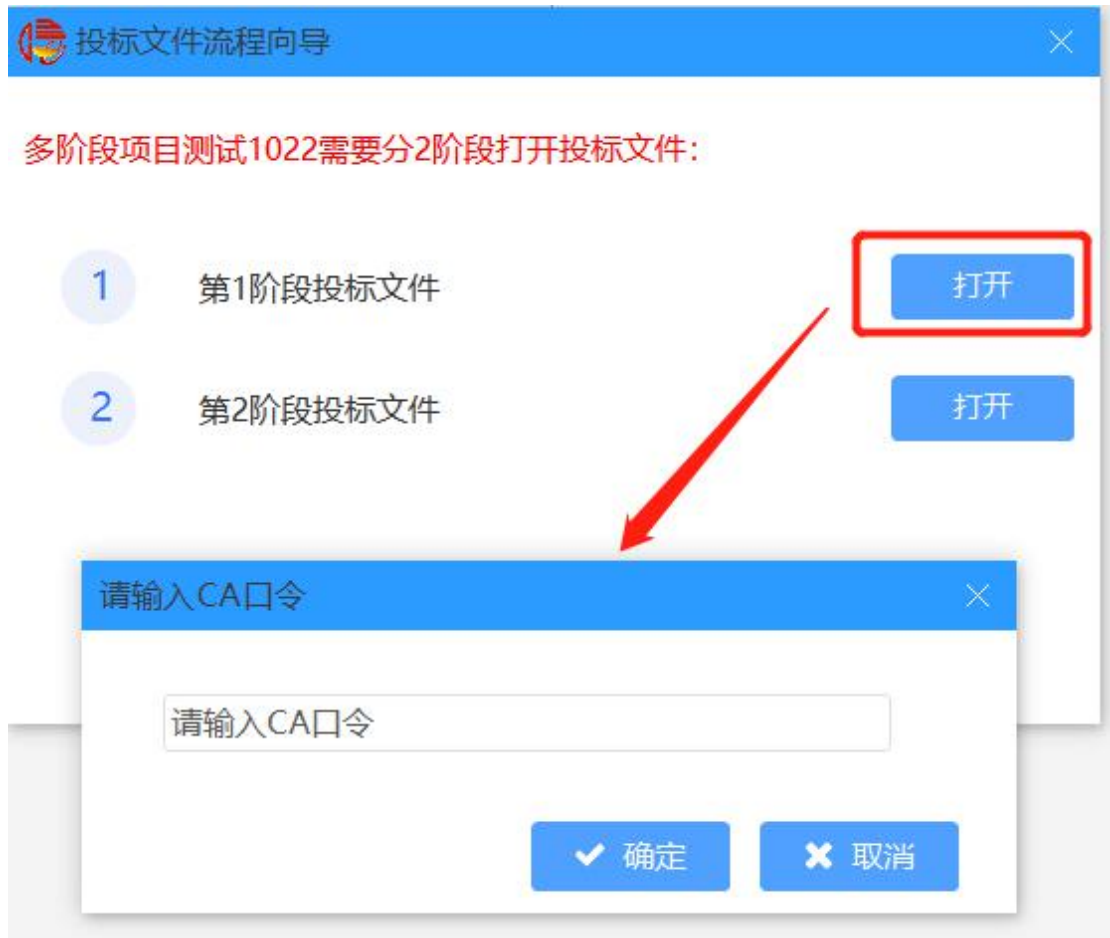 投标文件流程向导
多阶段项目测试1022需要分2阶段打开投标文件：
1 第1阶段投标文件 打开
2 第2阶段投标文件 打开
请输入CA口令
请输入CA口令
确定 取消